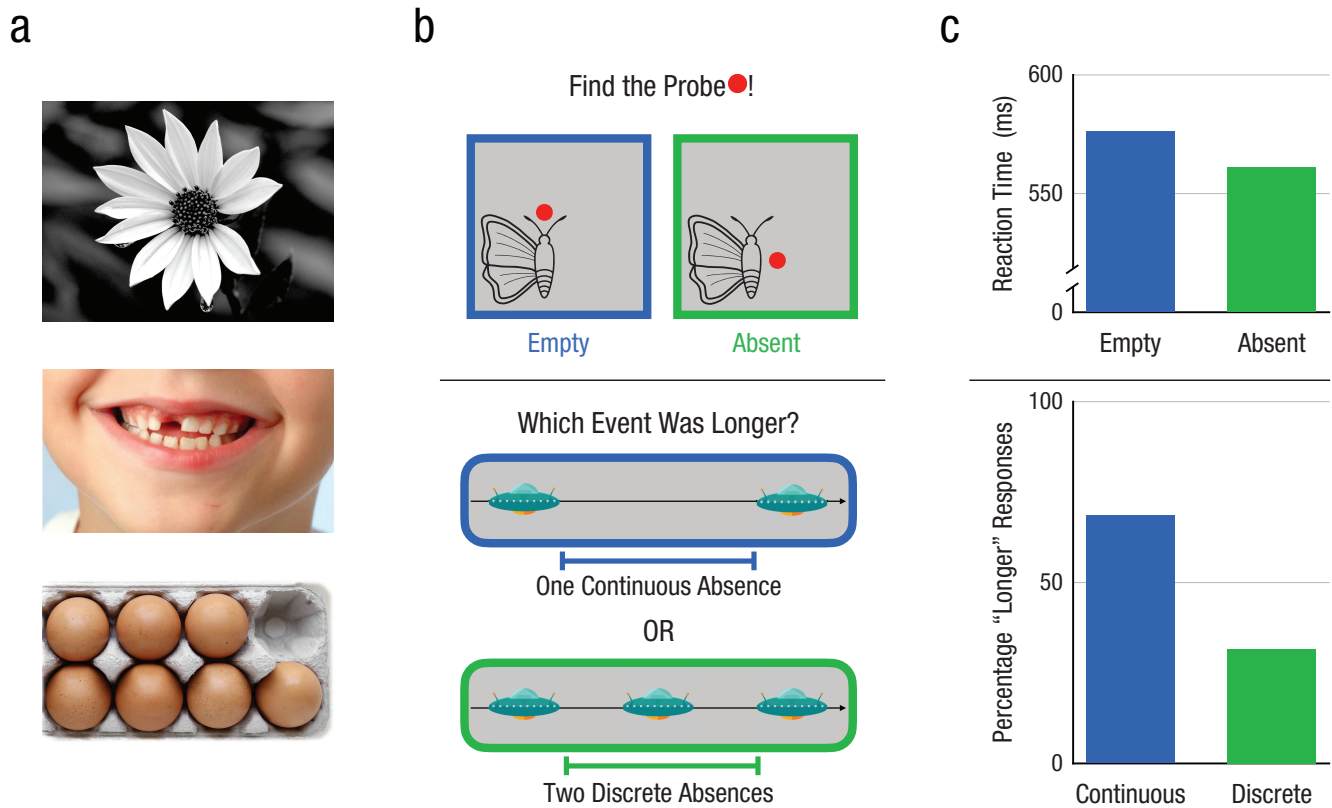 a
b
Find the Probe !
Empty
Absent
Which Event Was Longer?
One Continuous Absence
OR
Two Discrete Absences
c
Reaction Time (ms)
600
550
0
Empty
Absent
Percentage “Longer” Responses
100
50
0
Continuous
Discrete